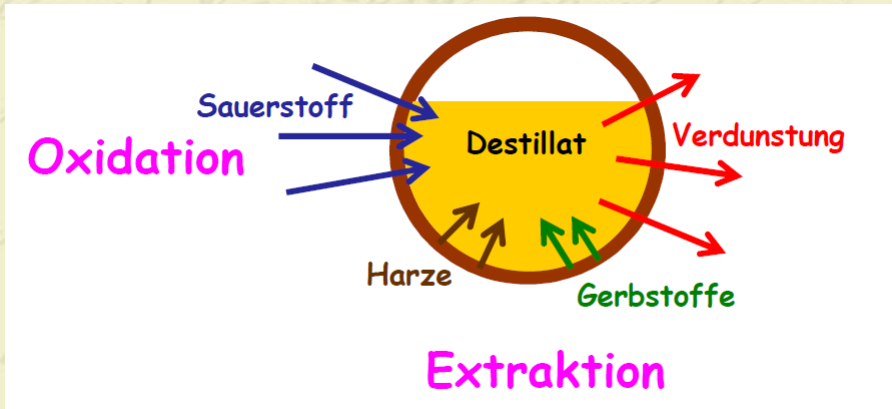 Sauerstoff
Oxidation
Destillat
Verdunstung
Harze
Gerbstoffe
Extraktion